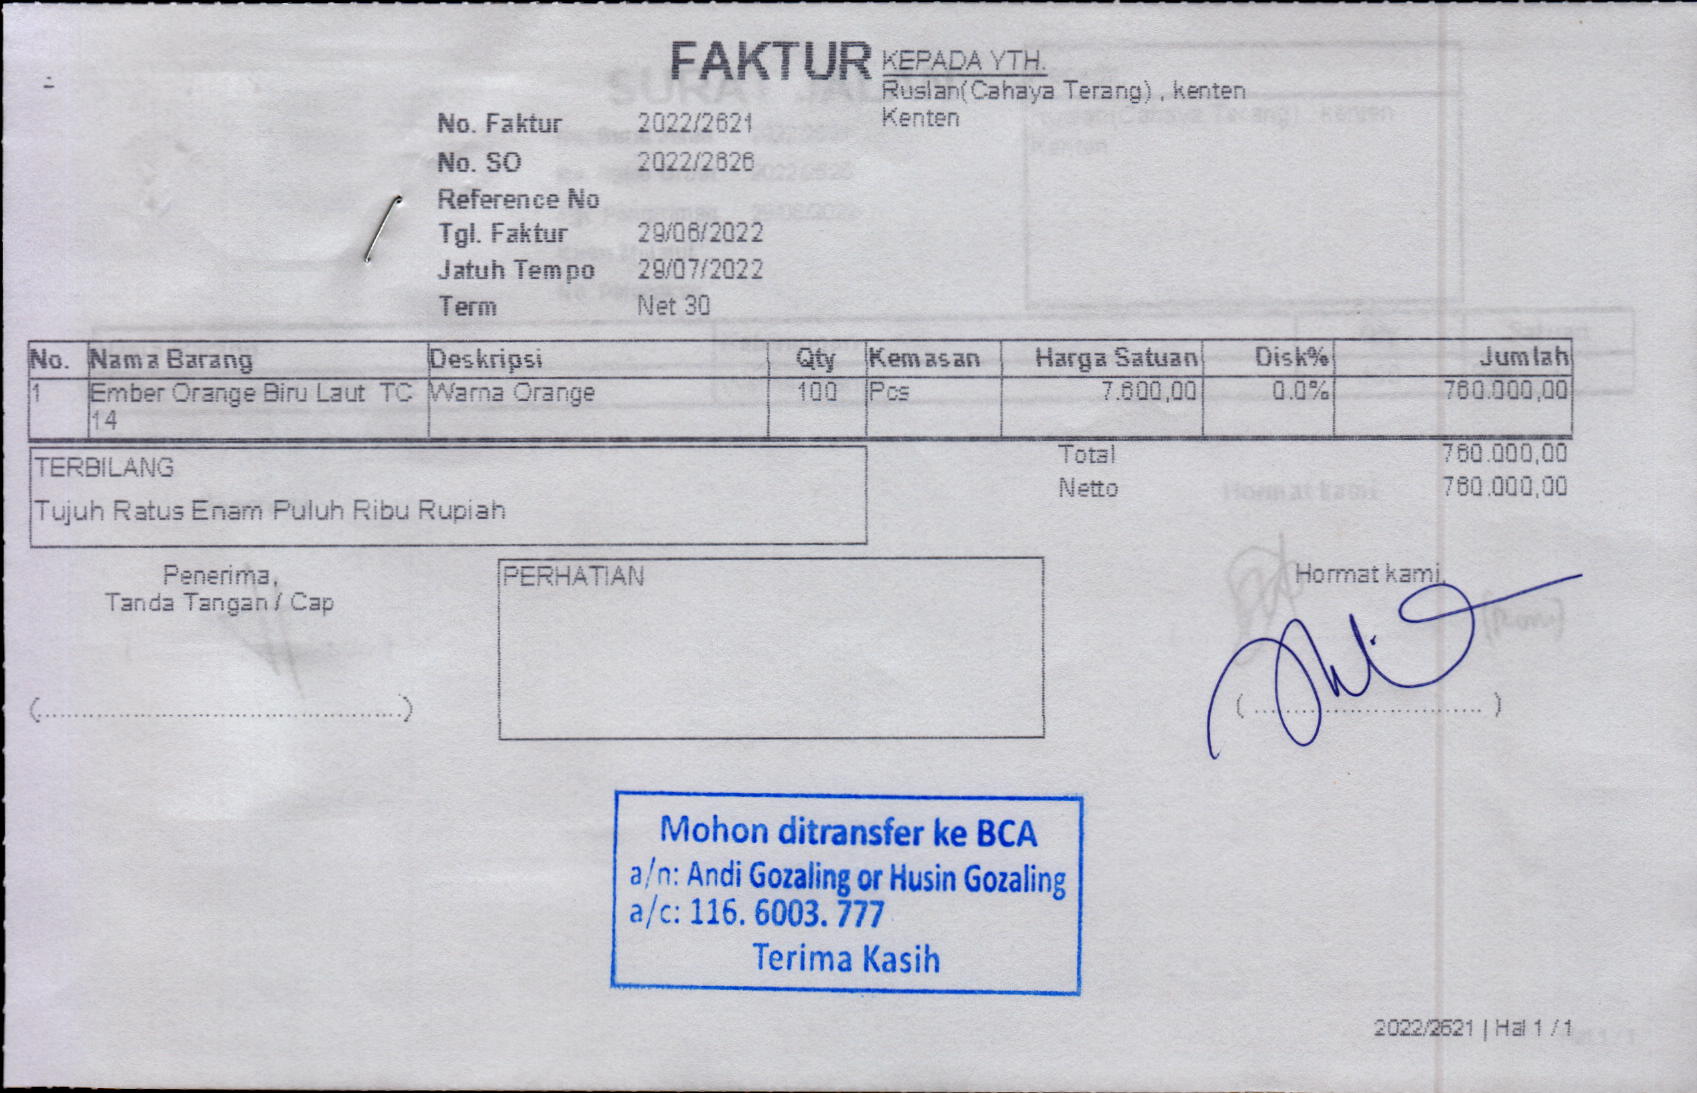 FAKTUR
KEPADA YTH.
Ruslan(Cahaya Terang) , kenten
Kenten
No. Faktur 2022/2621
No. SO 2022/2626
Reference No
Tgl. Faktur 29/06/2022
Jatuh Tempo 29/07/2022
Term Net 30
No. Nama Barang Deskripsi Qty Kemasan Harga Satuan Disk% Jumlah
1 Ember Orange Biru Laut TC Warna Orange 100 Pcs 7.600,00 0.0% 760.000,00
14
TERBILANG
Tujuh Ratus Enam Puluh Ribu Rupiah
Total 760.000,00
Netto 760.000,00
Penerima,
Tanda Tangan / Cap
(................................................)
PERHATIAN
Hormat kami,
( .............................. )
Mohon ditransfer ke BCA
a/n: Andi Gozaling or Husin Gozaling
a/c: 116. 6003. 777
Terima Kasih
2022/2621 | Hal 1 / 1